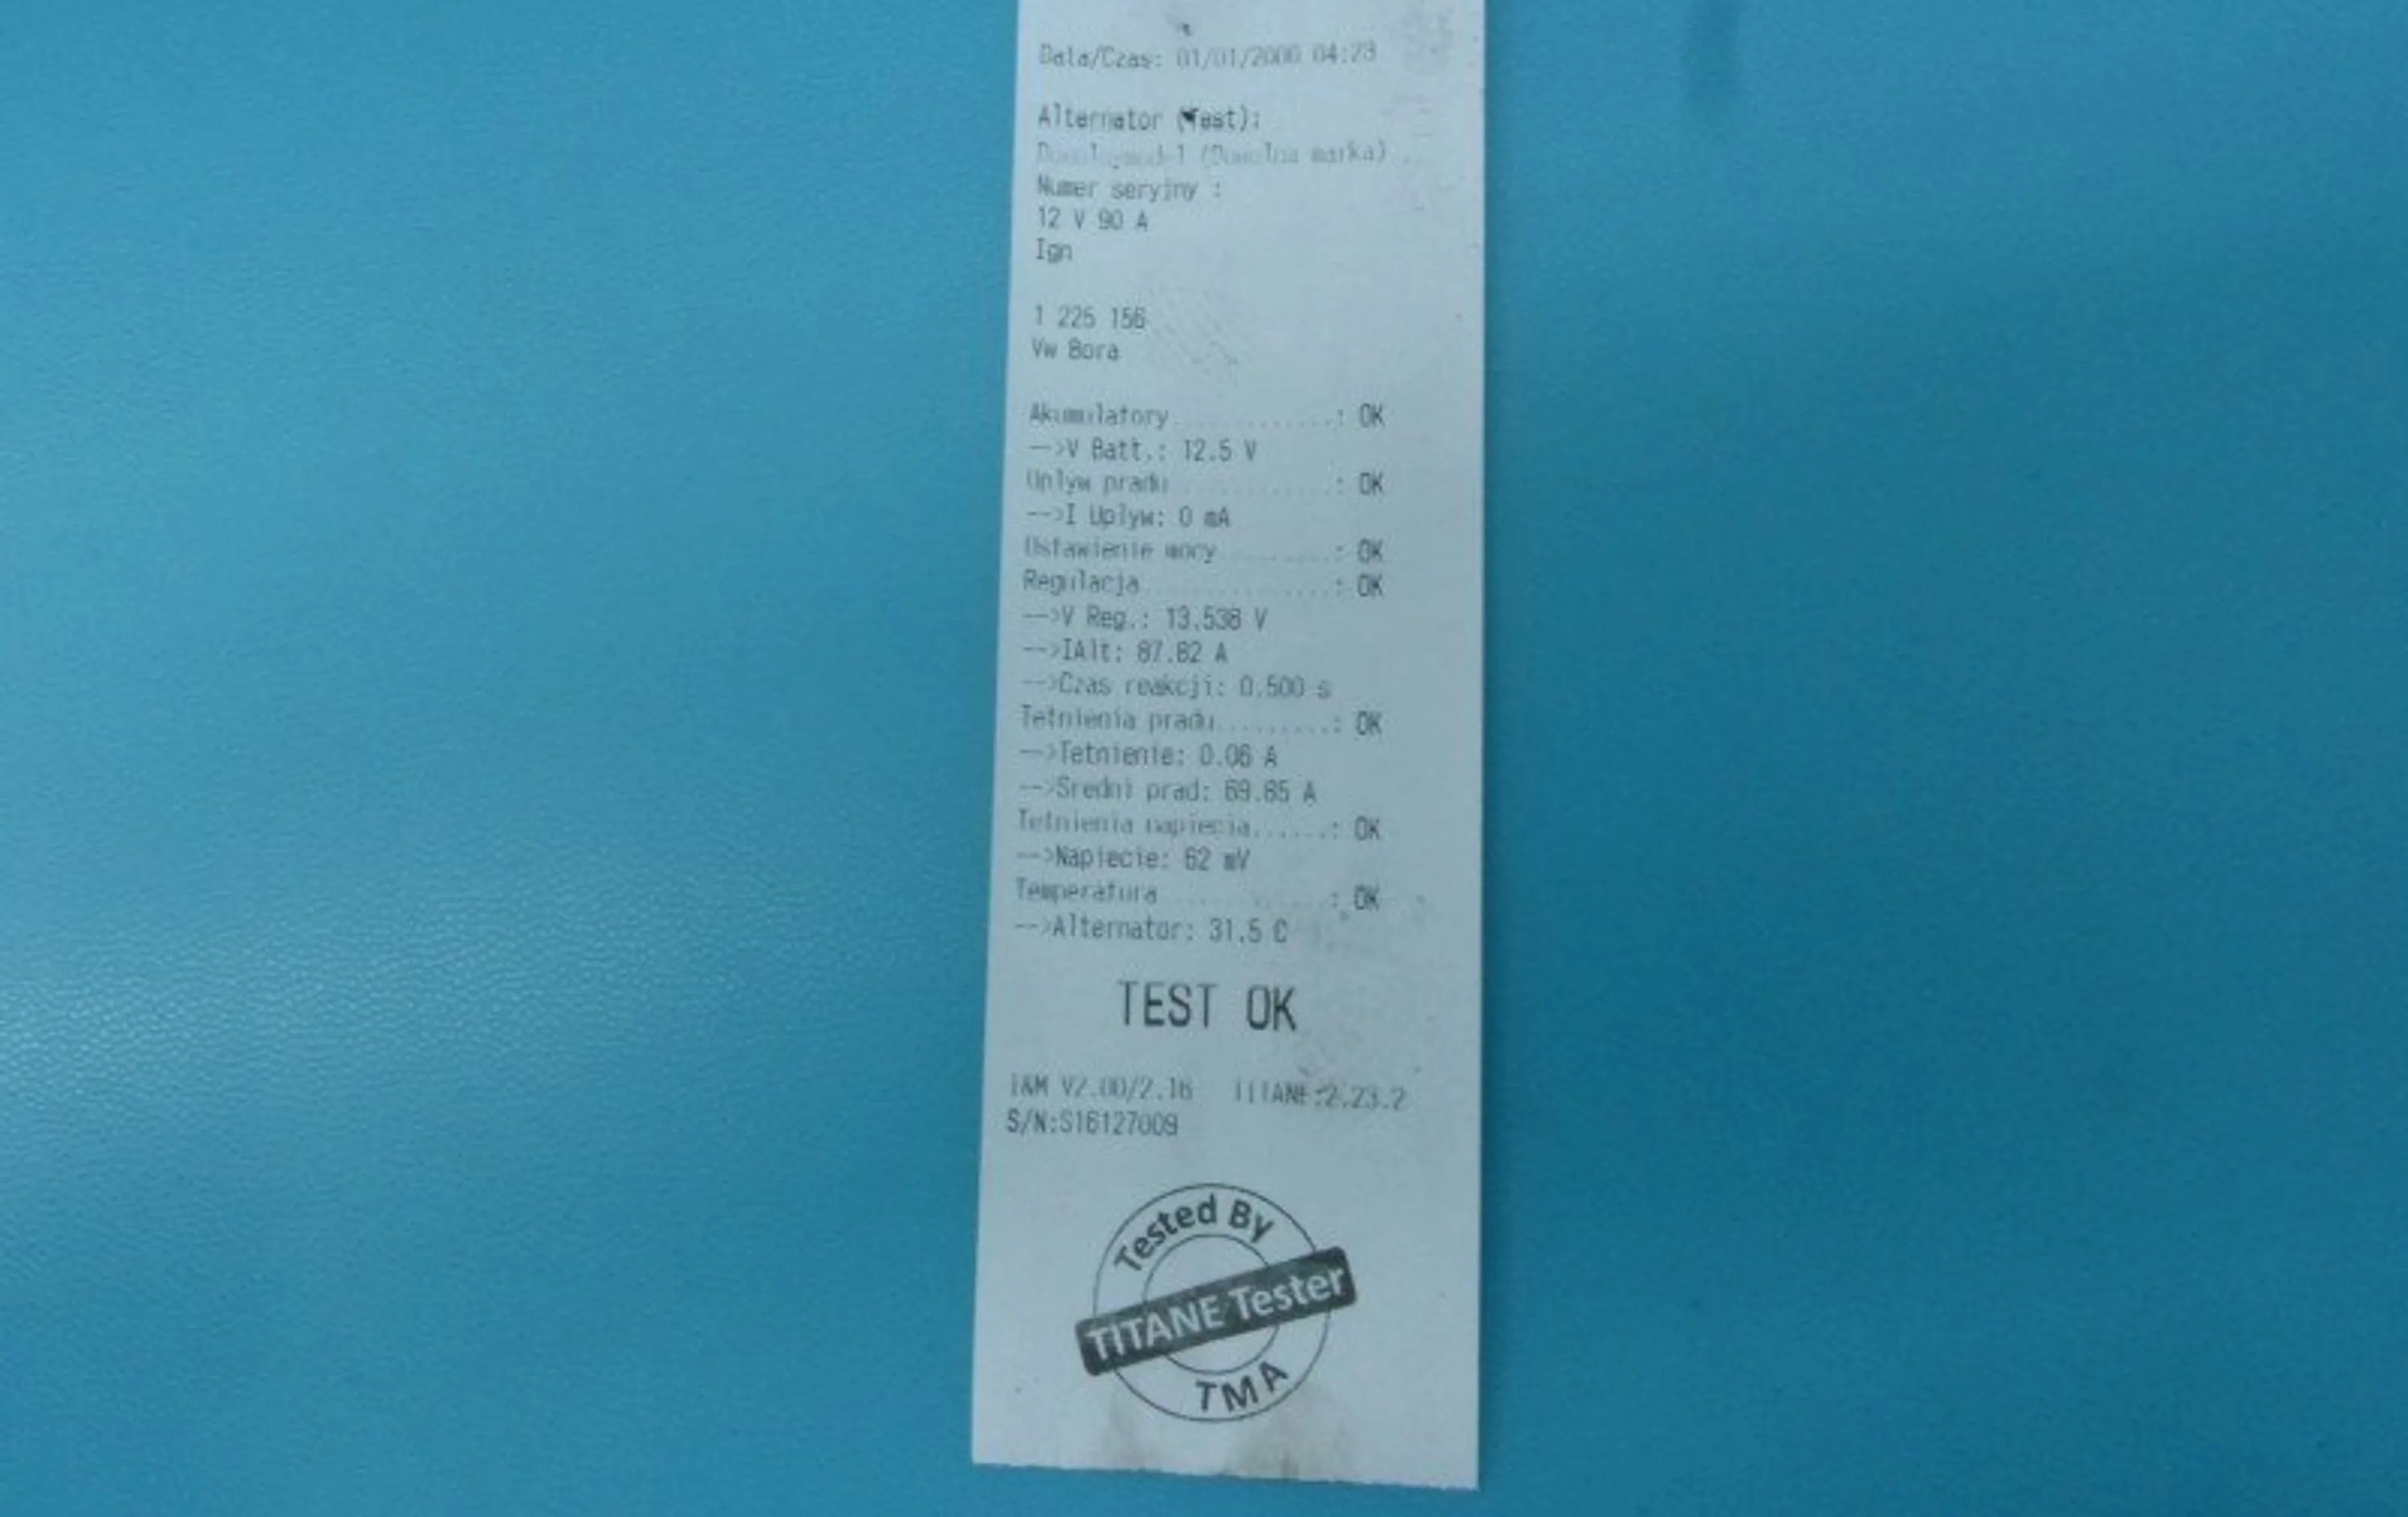 Data/Czas: 01/01/2000 04:23
Alternator (Test):
(Dowolna marka)
Numer seryjny :
12 V 90 A
Ign
1 225 156
Vw Bora
Akumulatory.............: OK
-->V Batt.: 12.5 V
Uplyw pradu.............: OK
-->I Uplyw: 0 mA
Ustawienie mocy.........: OK
Regulacja...............: OK
-->V Reg.: 13.538 V
-->IAlt: 87.82 A
-->Czas reakcji: 0.500 s
Tetnienia pradu.........: OK
-->Tetnienie: 0.06 A
-->Sredni prad: 69.85 A
Tetnienia napiecia......: OK
-->Napiecie: 62 mV
Temperatura.............: OK
-->Alternator: 31.5 C
TEST OK
I&M V2.00/2.16 TITANE:2.23.2
S/N:S16127009
Tested By
TITANE Tester
TMA